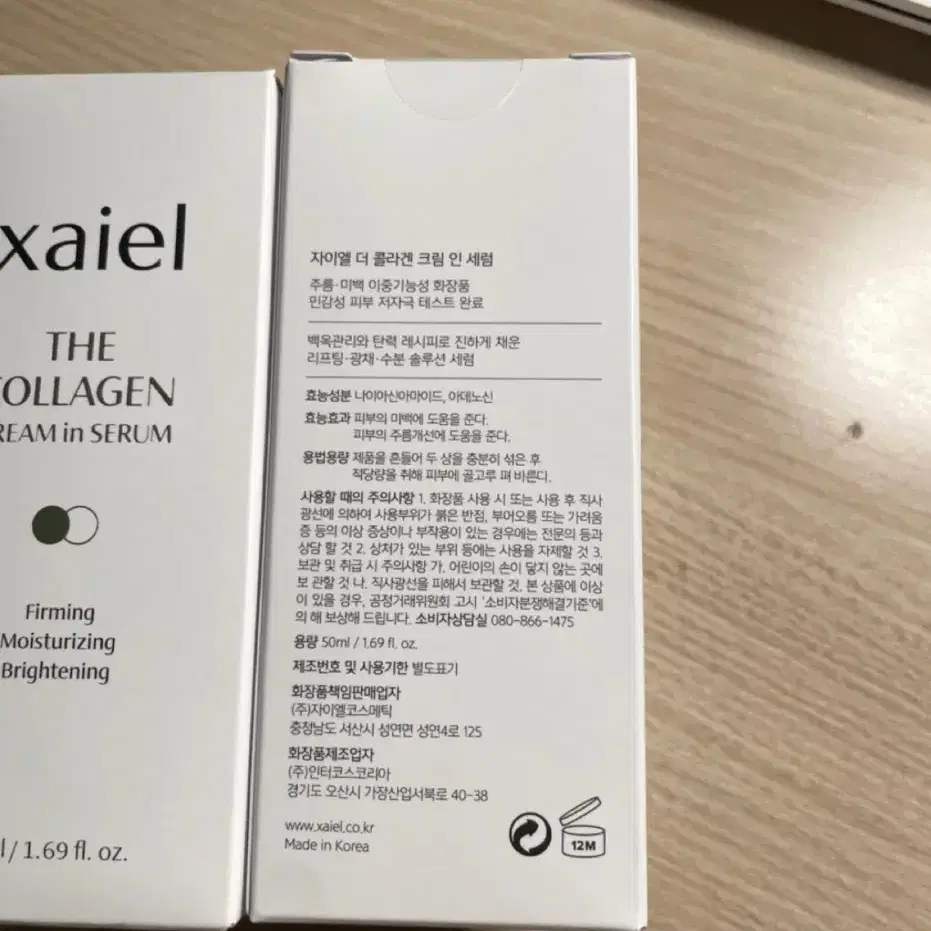 xaiel
THE
COLLAGEN
CREAM in SERUM
Firming
Moisturizing
Brightening
/ 1.69 fl. oz.
자이엘 더 콜라겐 크림 인 세럼
주름·미백 이중기능성 화장품
민감성 피부 저자극 테스트 완료
백옥관리와 탄력 레시피로 진하게 채운
리프팅·광채·수분 솔루션 세럼
효능성분 나이아신아마이드, 아데노신
효능효과 피부의 미백에 도움을 준다.
피부의 주름개선에 도움을 준다.
용법용량 제품을 흔들어 두 상을 충분히 섞은 후
적당량을 취해 피부에 골고루 펴 바른다.
사용할 때의 주의사항 1. 화장품 사용 시 또는 사용 후 직사
광선에 의하여 사용부위가 붉은 반점, 부어오름 또는 가려움
증 등의 이상 증상이나 부작용이 있는 경우에는 전문의 등과
상담 할 것 2. 상처가 있는 부위 등에는 사용을 자제할 것 3.
보관 및 취급 시 주의사항 가. 어린이의 손이 닿지 않는 곳에
보 관할 것 나. 직사광선을 피해서 보관할 것. 본 상품에 이상
이 있을 경우, 공정거래위원회 고시 '소비자분쟁해결기준'에
의 해 보상해 드립니다. 소비자상담실 080-866-1475
용량 50ml / 1.69 fl. oz.
제조번호 및 사용기한 별도표기
화장품책임판매업자
(주)자이엘코스메틱
충청남도 서산시 성연면 성연4로 125
화장품제조업자
(주)인터코스코리아
경기도 오산시 가장산업서북로 40-38
www.xaiel.co.kr
Made in Korea
12M